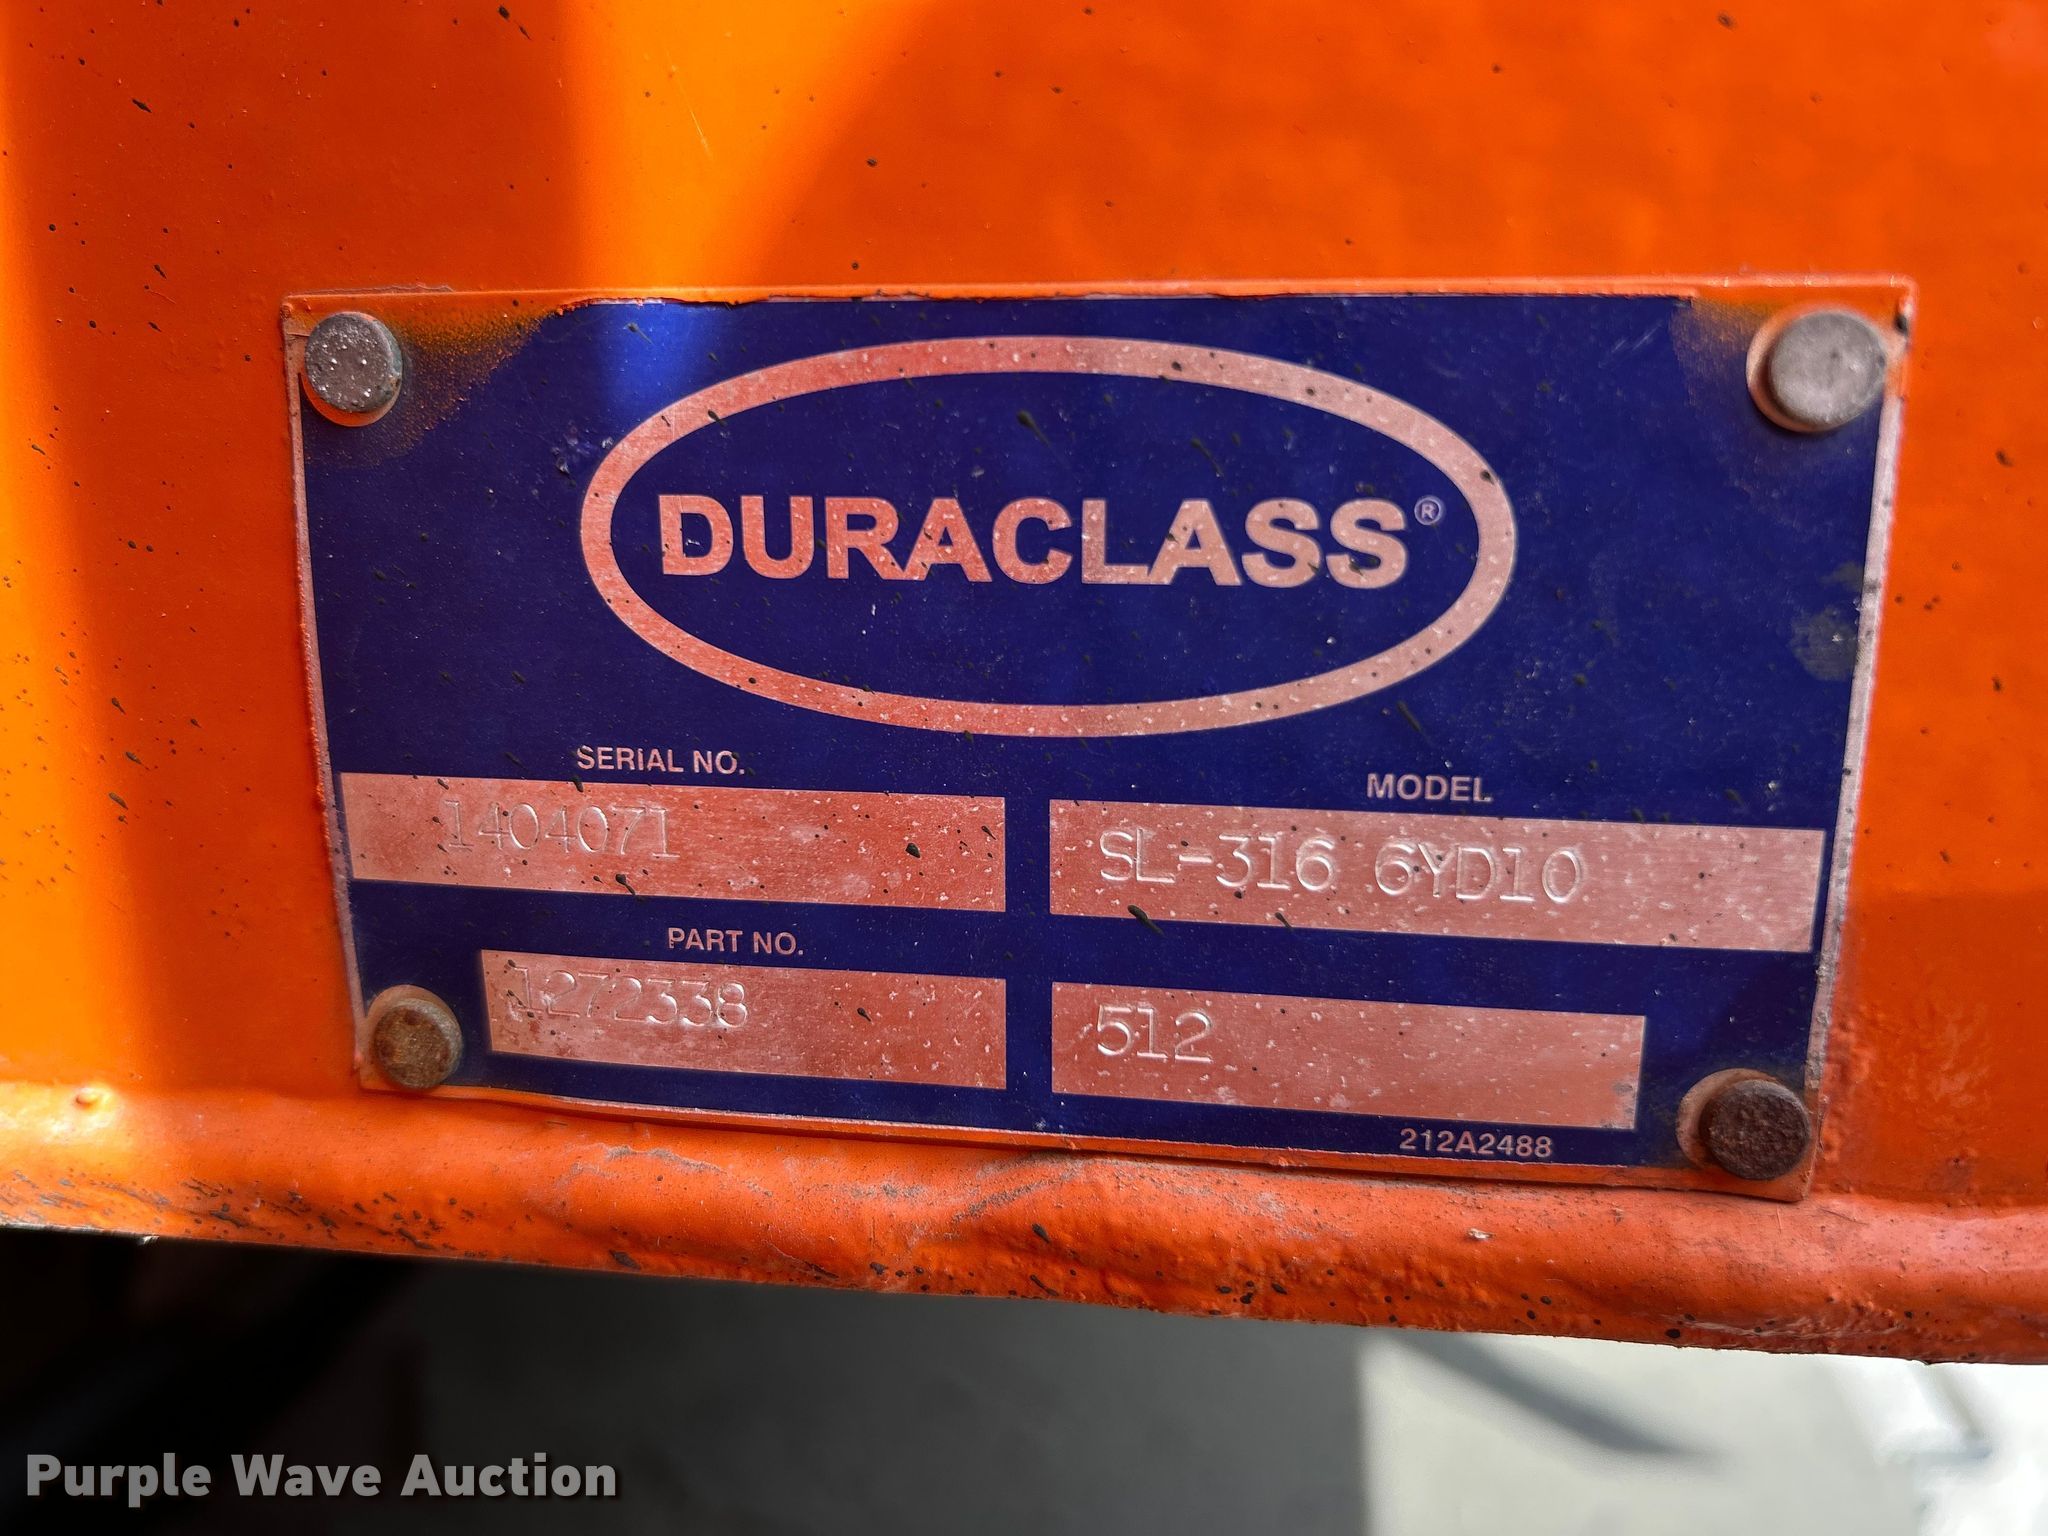 DURACLASS®
SERIAL NO.
1404071
MODEL
SL-316 6YD10
PART NO.
1272338
512
212A2488
Purple Wave Auction